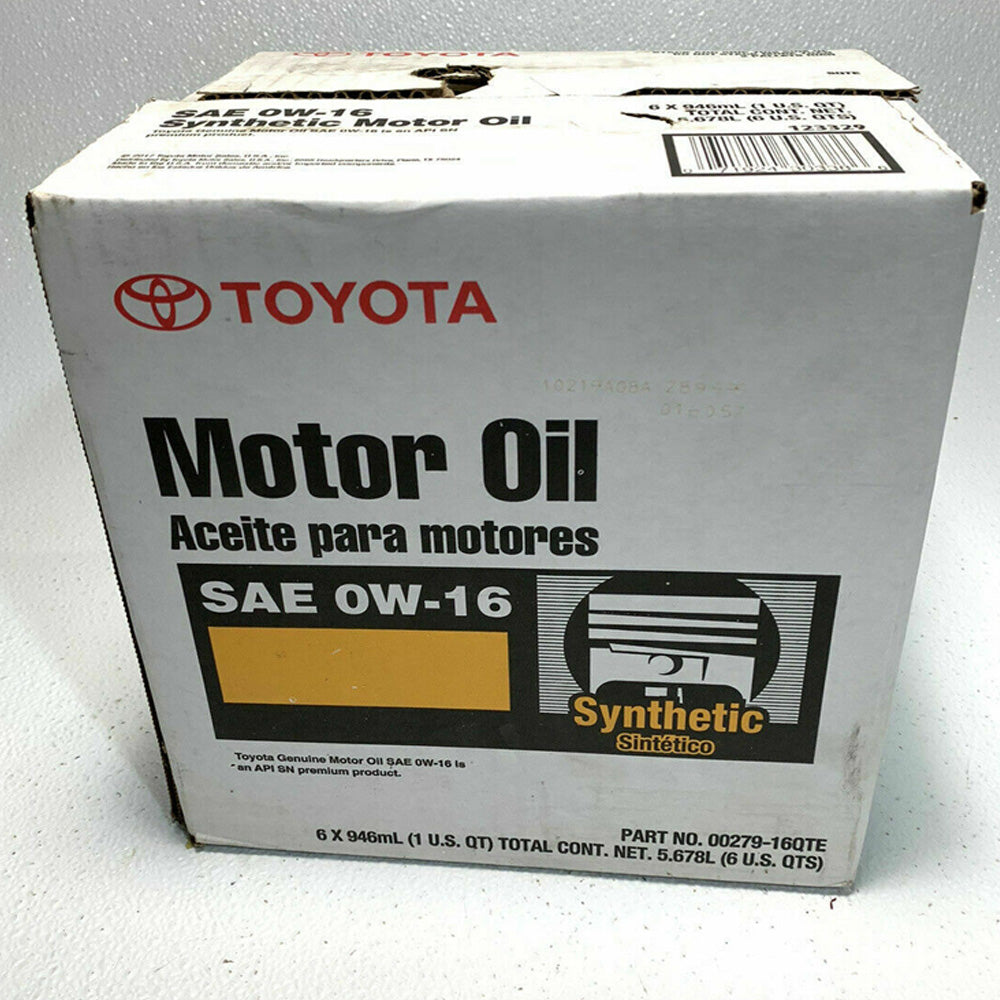 TOYOTA
SAE 0W-16
Synthetic Motor Oil
Toyota Genuine Motor Oil SAE 0W-16 is an API SN
premium product.
6 X 946mL (1 U.S. QT)
TOTAL CONT. NET.
5.678L (6 U.S. QTS)
123329
TOYOTA
Motor Oil
Aceite para motores
SAE 0W-16
Synthetic
Sintético
Toyota Genuine Motor Oil SAE 0W-16 is
an API SN premium product.
PART NO. 00279-16QTE
6 X 946mL (1 U.S. QT) TOTAL CONT. NET. 5.678L (6 U.S. QTS)